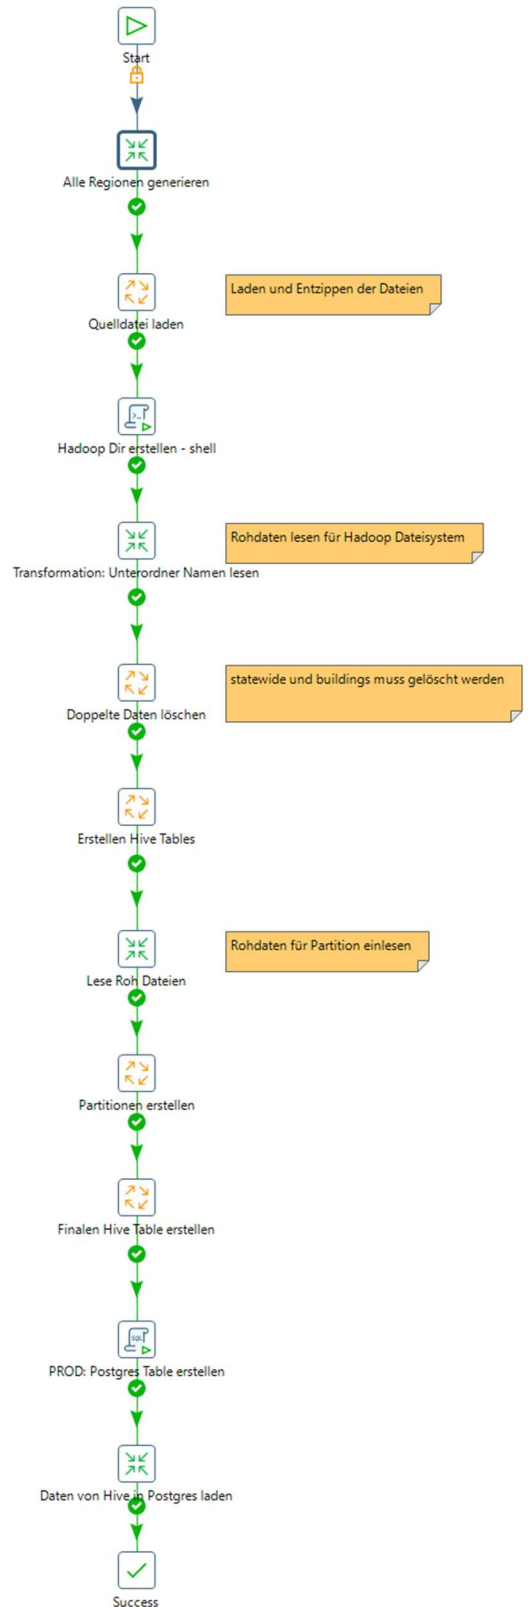 Start
Alle Regionen generieren
Laden und Entzippen der Dateien
Quelldatei laden
Hadoop Dir erstellen - shell
Rohdaten lesen für Hadoop Dateisystem
Transformation: Unterordner Namen lesen
statewide und buildings muss gelöscht werden
Doppelte Daten löschen
Erstellen Hive Tables
Rohdaten für Partition einlesen
Lese Roh Dateien
Partitionen erstellen
Finalen Hive Table erstellen
SQL
PROD: Postgres Table erstellen
Daten von Hive in Postgres laden
Success